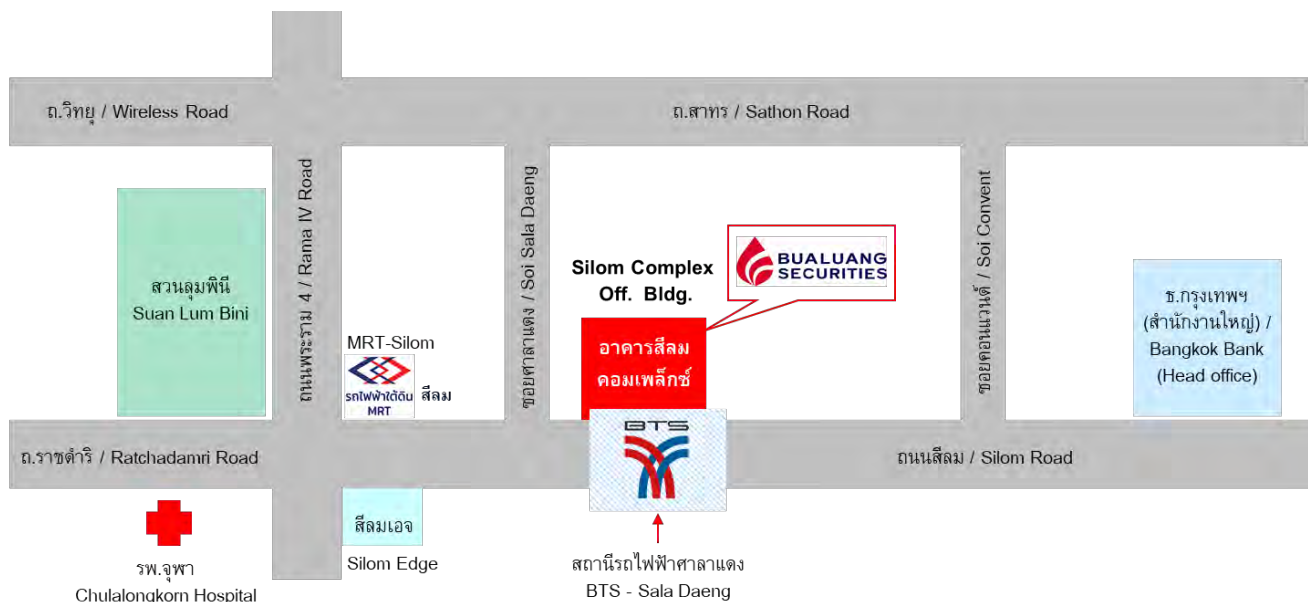 ถ.วิทยุ / Wireless Road
ถ.สาทร / Sathon Road
ถนนพระราม 4 / Rama IV Road
ซอยศาลาแดง / Soi Sala Daeng
ซอยคอนแวนต์ / Soi Convent
สวนลุมพินี
Suan Lum Bini
MRT-Silom
รถไฟฟ้าใต้ดิน
MRT
สีลม
Silom Complex
Off. Bldg.
BUALUANG
SECURITIES
อาคารสีลม
คอมเพล็กซ์
ธ.กรุงเทพฯ
(สำนักงานใหญ่) /
Bangkok Bank
(Head office)
ถ.ราชดำริ / Ratchadamri Road
BTS
ถนนสีลม / Silom Road
รพ.จุฬา
Chulalongkorn Hospital
สีลมเอจ
Silom Edge
สถานีรถไฟฟ้าศาลาแดง
BTS - Sala Daeng